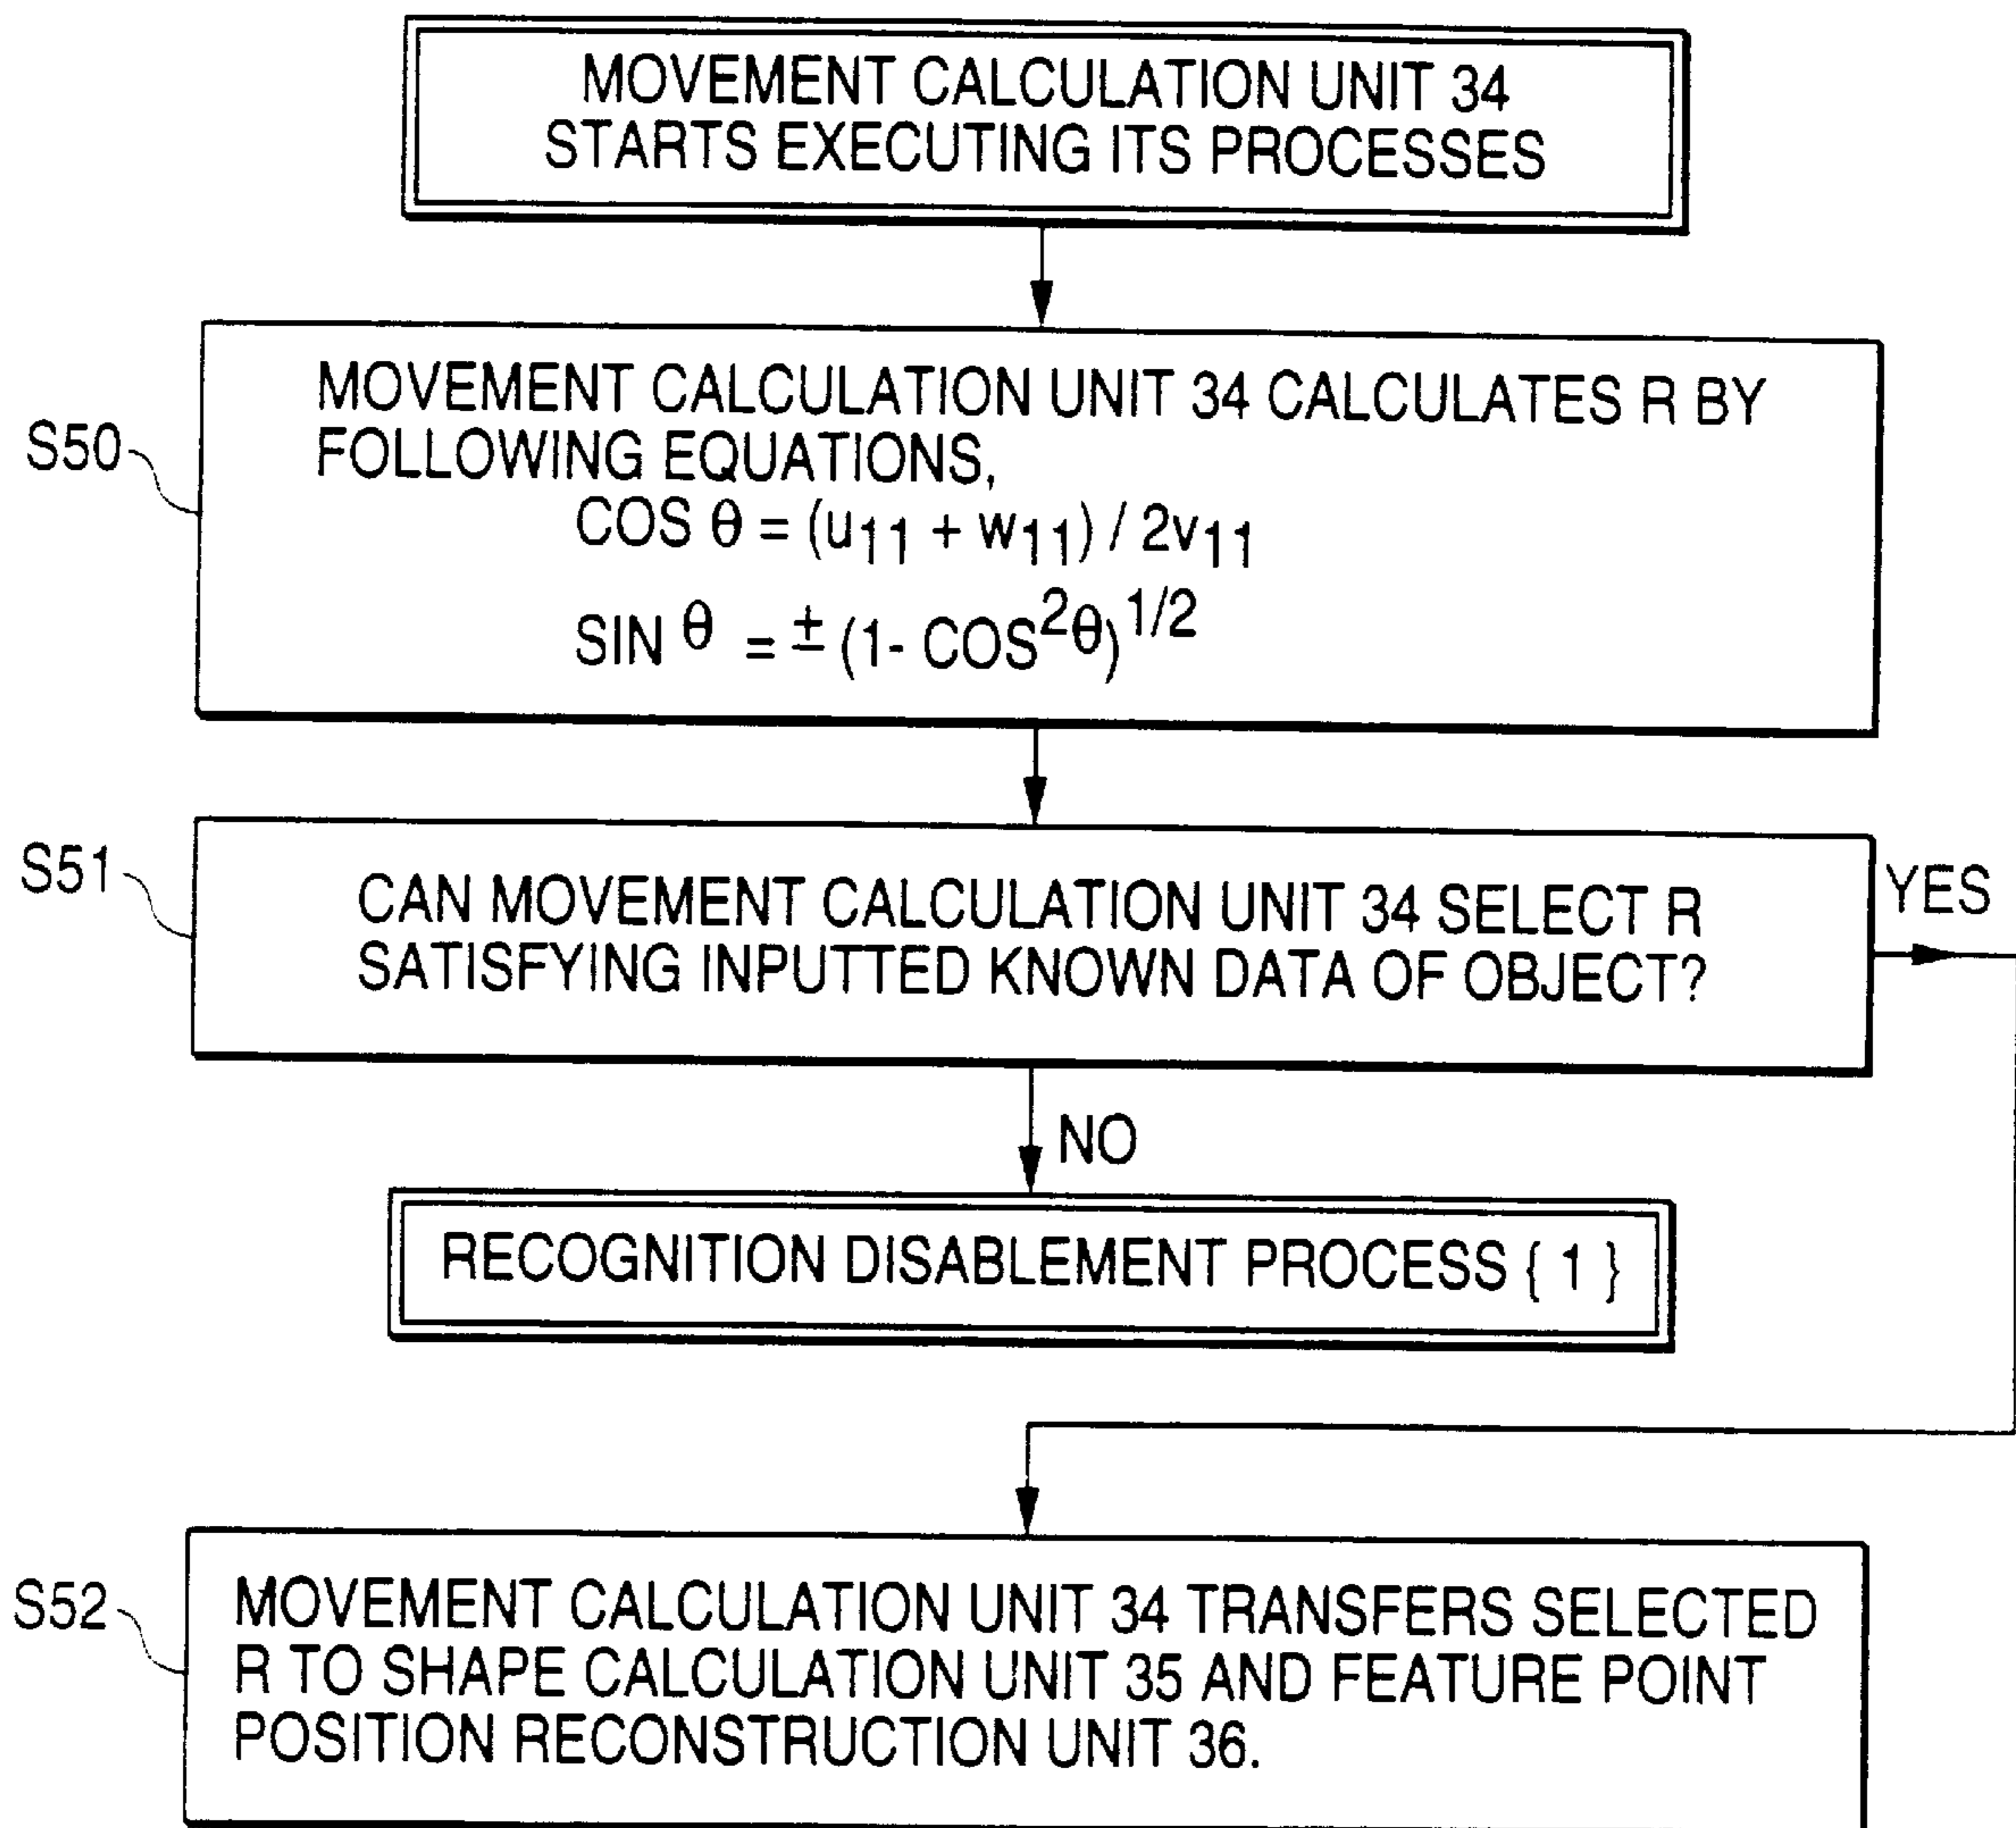 MOVEMENT CALCULATION UNIT 34
STARTS EXECUTING ITS PROCESSES
S50
MOVEMENT CALCULATION UNIT 34 CALCULATES R BY
FOLLOWING EQUATIONS,
COS θ = (u11 + w11) / 2v11
SIN θ = ± (1- COS²θ)^1/2
S51
CAN MOVEMENT CALCULATION UNIT 34 SELECT R
SATISFYING INPUTTED KNOWN DATA OF OBJECT?
YES
NO
RECOGNITION DISABLEMENT PROCESS { 1 }
S52
MOVEMENT CALCULATION UNIT 34 TRANSFERS SELECTED
R TO SHAPE CALCULATION UNIT 35 AND FEATURE POINT
POSITION RECONSTRUCTION UNIT 36.